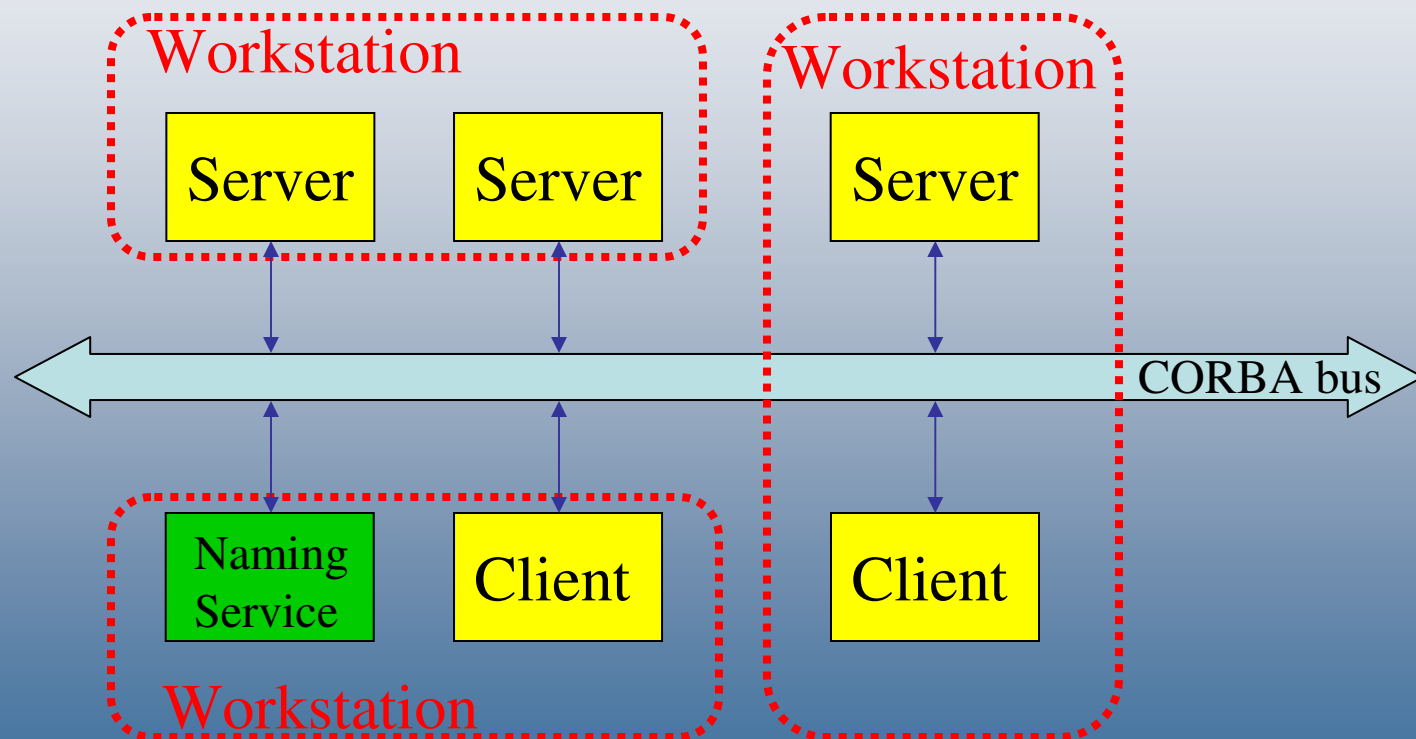 Workstation
Workstation
Server
Server
Server
CORBA bus
Naming
Service
Client
Client
Workstation